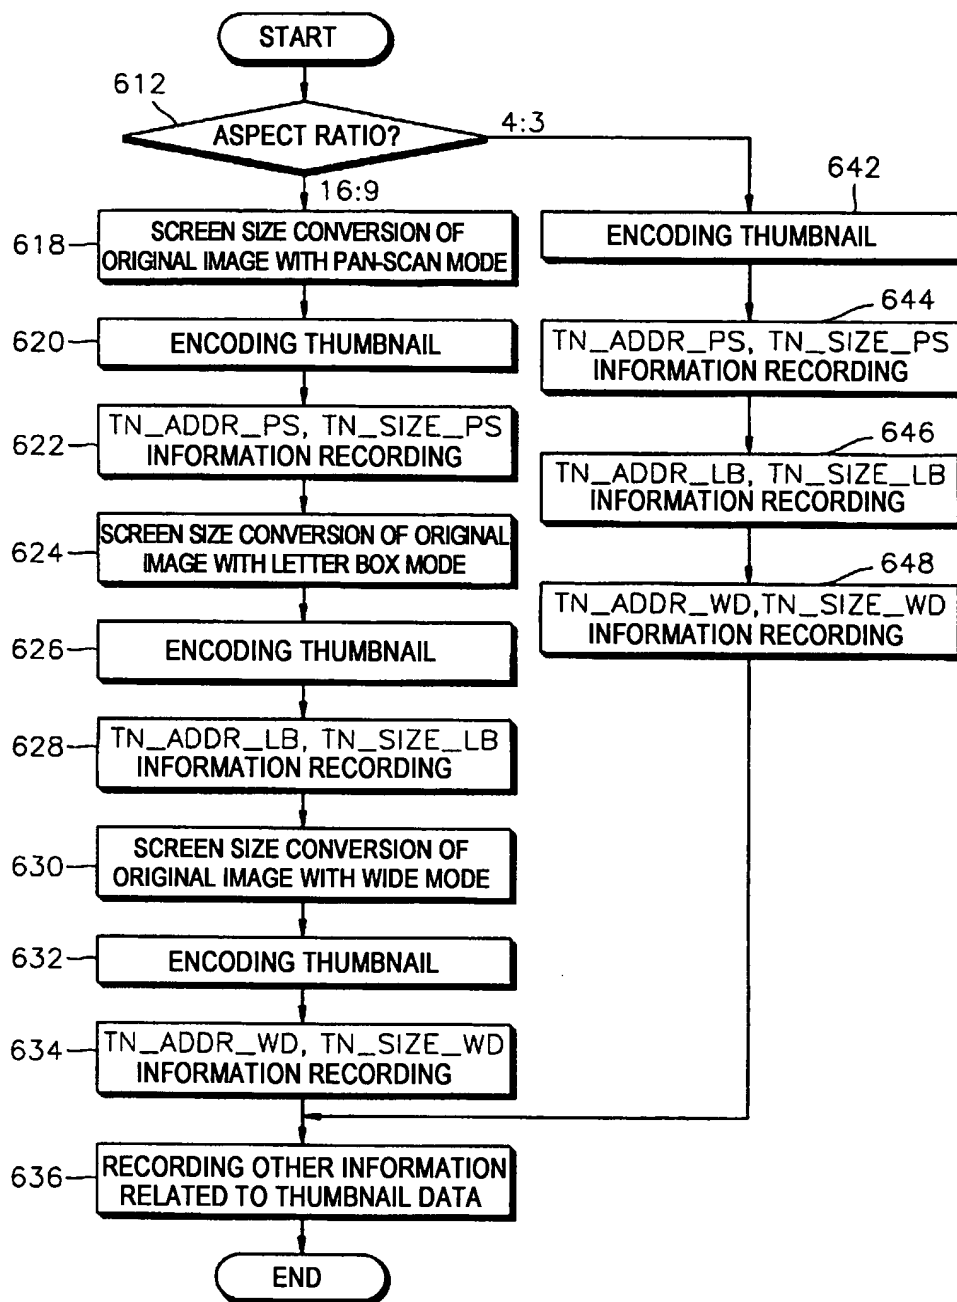 START
612
ASPECT RATIO?
4:3
16:9
618
SCREEN SIZE CONVERSION OF
ORIGINAL IMAGE WITH PAN-SCAN MODE
620
ENCODING THUMBNAIL
622
TN_ADDR_PS, TN_SIZE_PS
INFORMATION RECORDING
624
SCREEN SIZE CONVERSION OF ORIGINAL
IMAGE WITH LETTER BOX MODE
626
ENCODING THUMBNAIL
628
TN_ADDR_LB, TN_SIZE_LB
INFORMATION RECORDING
630
SCREEN SIZE CONVERSION OF
ORIGINAL IMAGE WITH WIDE MODE
632
ENCODING THUMBNAIL
634
TN_ADDR_WD, TN_SIZE_WD
INFORMATION RECORDING
642
ENCODING THUMBNAIL
644
TN_ADDR_PS, TN_SIZE_PS
INFORMATION RECORDING
646
TN_ADDR_LB, TN_SIZE_LB
INFORMATION RECORDING
648
TN_ADDR_WD,TN_SIZE_WD
INFORMATION RECORDING
636
RECORDING OTHER INFORMATION
RELATED TO THUMBNAIL DATA
END